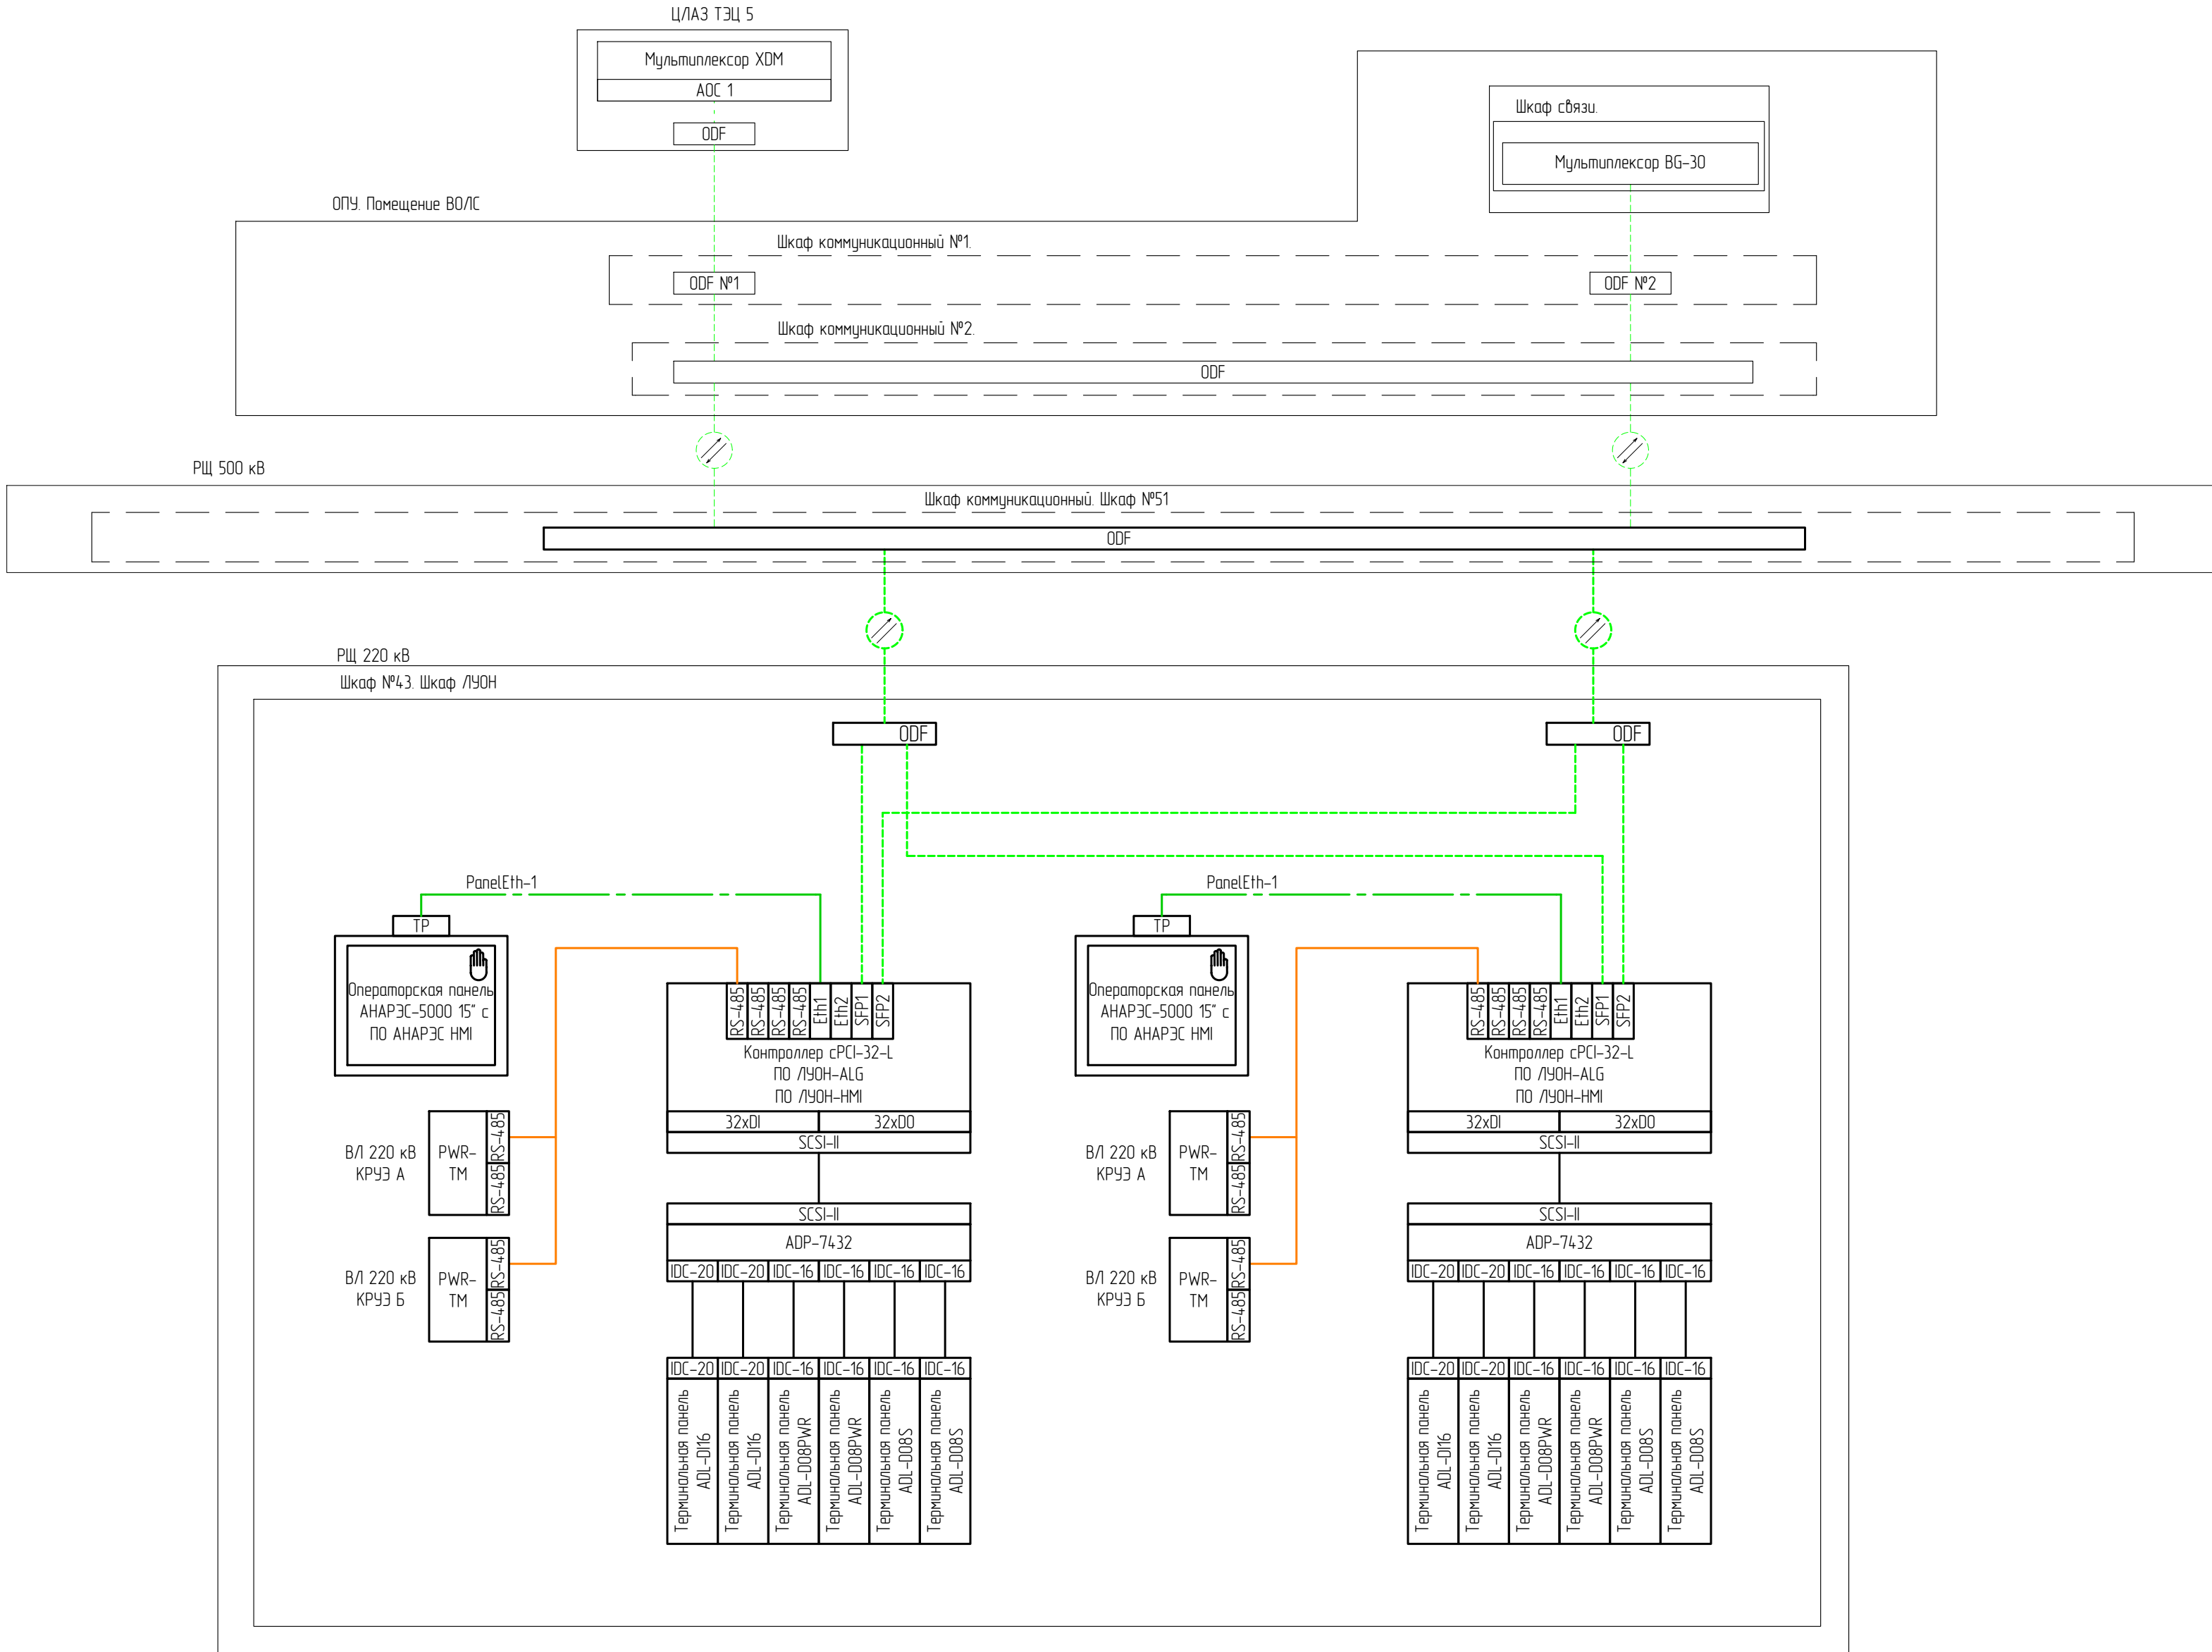 ЦЛАЗ ТЭЦ 5
Мультиплексор XDM
АОС 1
ODF
Шкаф связи.
Мультиплексор BG-30
ОПУ. Помещение ВОЛС
Шкаф коммуникационный №1.
ODF №1
ODF №2
Шкаф коммуникационный №2.
ODF
РЩ 500 кВ
Шкаф коммуникационный. Шкаф №51
ODF
РЩ 220 кВ
Шкаф №43. Шкаф ЛУОН
ODF
ODF
PanelEth-1
TP
Операторская панель
АНАРЭС-5000 15" с
ПО АНАРЭС HMI
RS-485
RS-485
RS-485
RS-485
Eth1
Eth2
SFP1
SFP2
Контроллер cPCI-32-L
ПО ЛУОН-ALG
ПО ЛУОН-HMI
32xDI
32xDO
SCSI-II
ВЛ 220 кВ
КРУЭ А
PWR-
TM
RS-485
RS-485
SCSI-II
ADP-7432
IDC-20
IDC-20
IDC-16
IDC-16
IDC-16
IDC-16
ВЛ 220 кВ
КРУЭ Б
PWR-
TM
RS-485
RS-485
IDC-20
IDC-20
IDC-16
IDC-16
IDC-16
IDC-16
Терминальная панель
ADL-DI16
Терминальная панель
ADL-DI16
Терминальная панель
ADL-DO8PWR
Терминальная панель
ADL-DO8PWR
Терминальная панель
ADL-DO8S
Терминальная панель
ADL-DO8S
PanelEth-1
TP
Операторская панель
АНАРЭС-5000 15" с
ПО АНАРЭС HMI
RS-485
RS-485
RS-485
RS-485
Eth1
Eth2
SFP1
SFP2
Контроллер cPCI-32-L
ПО ЛУОН-ALG
ПО ЛУОН-HMI
32xDI
32xDO
SCSI-II
ВЛ 220 кВ
КРУЭ А
PWR-
TM
RS-485
RS-485
SCSI-II
ADP-7432
IDC-20
IDC-20
IDC-16
IDC-16
IDC-16
IDC-16
ВЛ 220 кВ
КРУЭ Б
PWR-
TM
RS-485
RS-485
IDC-20
IDC-20
IDC-16
IDC-16
IDC-16
IDC-16
Терминальная панель
ADL-DI16
Терминальная панель
ADL-DI16
Терминальная панель
ADL-DO8PWR
Терминальная панель
ADL-DO8PWR
Терминальная панель
ADL-DO8S
Терминальная панель
ADL-DO8S